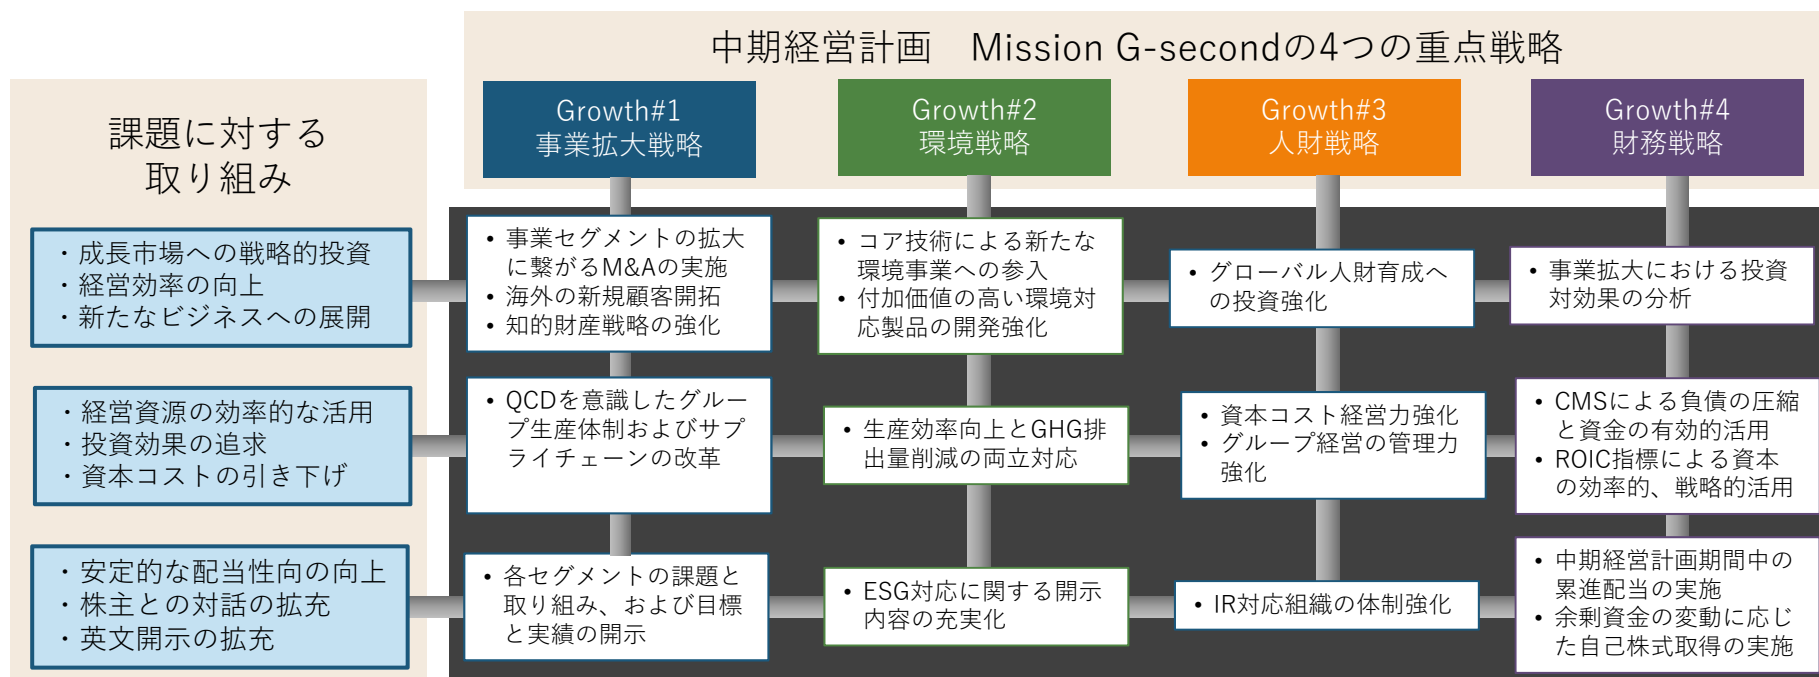 中期経営計画　Mission G-secondの4つの重点戦略
課題に対する
取り組み
Growth#1
事業拡大戦略
Growth#2
環境戦略
Growth#3
人財戦略
Growth#4
財務戦略
・成長市場への戦略的投資
・経営効率の向上
・新たなビジネスへの展開
• 事業セグメントの拡大
に繋がるM&Aの実施
• 海外の新規顧客開拓
• 知的財産戦略の強化
• コア技術による新たな
環境事業への参入
• 付加価値の高い環境対
応製品の開発強化
• グローバル人財育成へ
の投資強化
• 事業拡大における投資
対効果の分析
・経営資源の効率的な活用
・投資効果の追求
・資本コストの引き下げ
• QCDを意識したグルー
プ生産体制およびサプ
ライチェーンの改革
• 生産効率向上とGHG排
出量削減の両立対応
• 資本コスト経営力強化
• グループ経営の管理力
強化
• CMSによる負債の圧縮
と資金の有効的活用
• ROIC指標による資本
の効率的、戦略的活用
・安定的な配当性向の向上
・株主との対話の拡充
・英文開示の拡充
• 各セグメントの課題と
取り組み、および目標
と実績の開示
• ESG対応に関する開示
内容の充実化
• IR対応組織の体制強化
• 中期経営計画期間中の
累進配当の実施
• 余剰資金の変動に応じ
た自己株式取得の実施